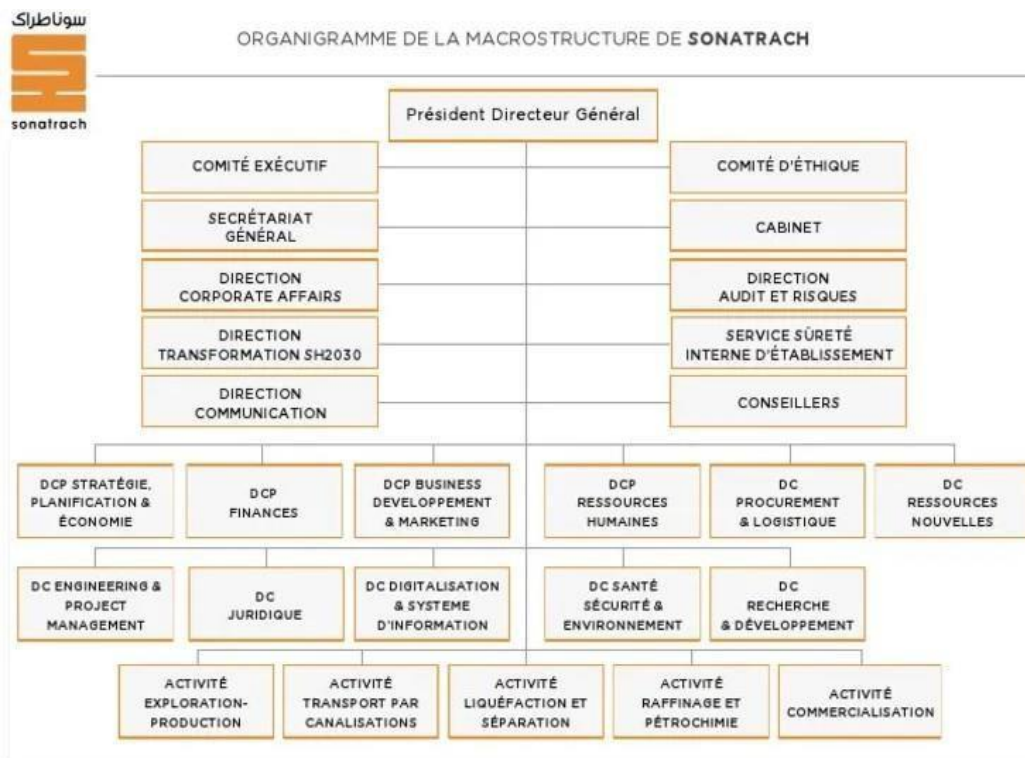 سوناطراك
sonatrach
ORGANIGRAMME DE LA MACROSTRUCTURE DE SONATRACH
Président Directeur Général
COMITÉ EXÉCUTIF
COMITÉ D'ÉTHIQUE
SECRÉTARIAT
GÉNÉRAL
CABINET
DIRECTION
CORPORATE AFFAIRS
DIRECTION
AUDIT ET RISQUES
DIRECTION
TRANSFORMATION SH2030
SERVICE SÛRETÉ
INTERNE D'ÉTABLISSEMENT
DIRECTION
COMMUNICATION
CONSEILLERS
DCP STRATÉGIE,
PLANIFICATION &
ÉCONOMIE
DCP
FINANCES
DCP BUSINESS
DEVELOPPEMENT
& MARKETING
DCP
RESSOURCES
HUMAINES
DC
PROCUREMENT
& LOGISTIQUE
DC
RESSOURCES
NOUVELLES
DC ENGINEERING &
PROJECT
MANAGEMENT
DC
JURIDIQUE
DC DIGITALISATION
& SYSTEME
D'INFORMATION
DC SANTÉ
SÉCURITÉ &
ENVIRONNEMENT
DC
RECHERCHE
& DÉVELOPPEMENT
ACTIVITÉ
EXPLORATION-
PRODUCTION
ACTIVITÉ
TRANSPORT PAR
CANALISATIONS
ACTIVITÉ
LIQUÉFACTION ET
SÉPARATION
ACTIVITÉ
RAFFINAGE ET
PÉTROCHIMIE
ACTIVITÉ
COMMERCIALISATION